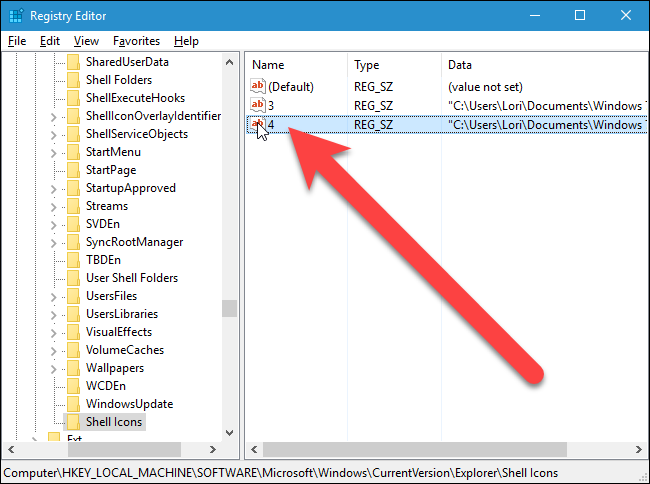 Registry Editor
File Edit View Favorites Help
SharedUserData
Shell Folders
ShellExecuteHooks
ShellIconOverlayIdentifier
ShellServiceObjects
StartMenu
StartPage
StartupApproved
Streams
SVDEn
SyncRootManager
TBDEn
User Shell Folders
UsersFiles
UsersLibraries
VisualEffects
VolumeCaches
Wallpapers
WCDEn
WindowsUpdate
Shell Icons
Ext
Name Type Data
ab (Default) REG_SZ (value not set)
ab 3 REG_SZ "C:\Users\Lori\Documents\Windows
ab 4 REG_SZ "C:\Users\Lori\Documents\Windows
Computer\HKEY_LOCAL_MACHINE\SOFTWARE\Microsoft\Windows\CurrentVersion\Explorer\Shell Icons